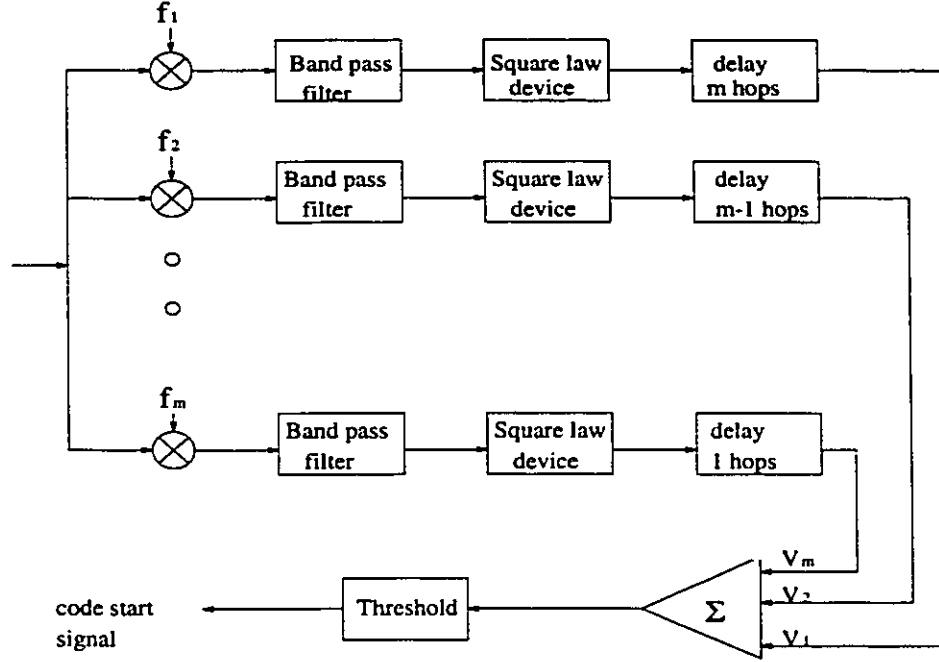 f1
Band pass
filter
Square law
device
delay
m hops
f2
Band pass
filter
Square law
device
delay
m-1 hops
fm
Band pass
filter
Square law
device
delay
1 hops
Vm
V2
V1
Σ
Threshold
code start
signal